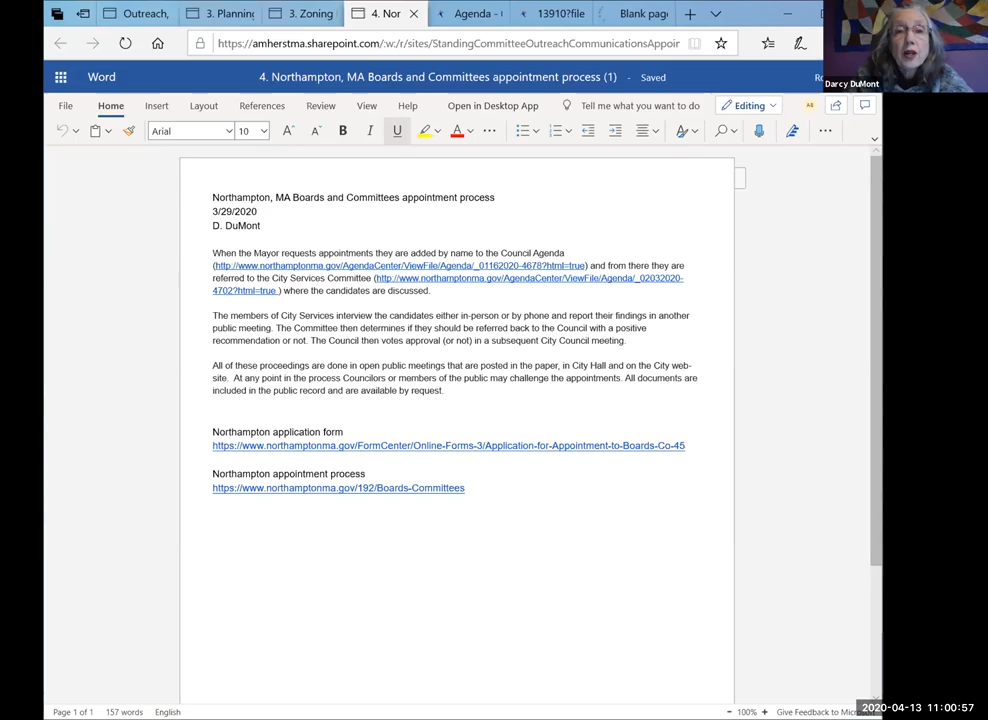 Outreach,
3. Planning
3. Zoning
4. Nor
Agenda - 
13910?file
Blank page
https://amherstma.sharepoint.com/:w:/r/sites/StandingCommitteeOutreachCommunicationsAppoir
Darcy DuMont
Word
4. Northampton, MA Boards and Committees appointment process (1) - Saved
File
Home
Insert
Layout
References
Review
View
Help
Open in Desktop App
Tell me what you want to do
Editing
Arial
10
Northampton, MA Boards and Committees appointment process
3/29/2020
D. DuMont
When the Mayor requests appointments they are added by name to the Council Agenda
(http://www.northamptonma.gov/AgendaCenter/ViewFile/Agenda/_01162020-4678?html=true) and from there they are
referred to the City Services Committee (http://www.northamptonma.gov/AgendaCenter/ViewFile/Agenda/_02032020-
4702?html=true ) where the candidates are discussed.
The members of City Services interview the candidates either in-person or by phone and report their findings in another
public meeting. The Committee then determines if they should be referred back to the Council with a positive
recommendation or not. The Council then votes approval (or not) in a subsequent City Council meeting.
All of these proceedings are done in open public meetings that are posted in the paper, in City Hall and on the City web-
site. At any point in the process Councilors or members of the public may challenge the appointments. All documents are
included in the public record and are available by request.
Northampton application form
https://www.northamptonma.gov/FormCenter/Online-Forms-3/Application-for-Appointment-to-Boards-Co-45
Northampton appointment process
https://www.northamptonma.gov/192/Boards-Committees
Page 1 of 1
157 words
English
100%
Give Feedback to Micros
2020-04-13 11:00:57